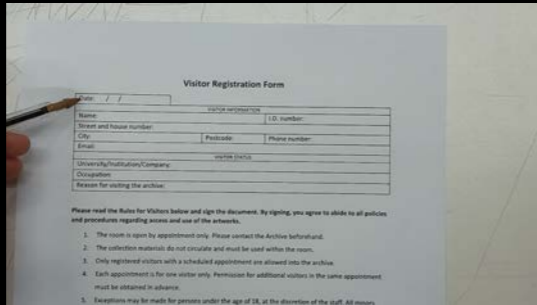 Visitor Registration Form
Date: / /
VISITOR INFORMATION
Name: I.D. number:
Street and house number:
City: Postcode: Phone number:
Email:
VISITOR STATUS
University/Institution/Company:
Occupation:
Reason for visiting the archive:
Please read the Rules for Visitors below and sign the document. By signing, you agree to abide to all policies
and procedures regarding access and use of the artworks.
1. The room is open by appointment only. Please contact the Archive beforehand.
2. The collection materials do not circulate and must be used within the room.
3. Only registered visitors with a scheduled appointment are allowed into the archive.
4. Each appointment is for one visitor only. Permission for additional visitors in the same appointment
must be obtained in advance.
5. Exceptions may be made for persons under the age of 18, at the discretion of the staff. All minors